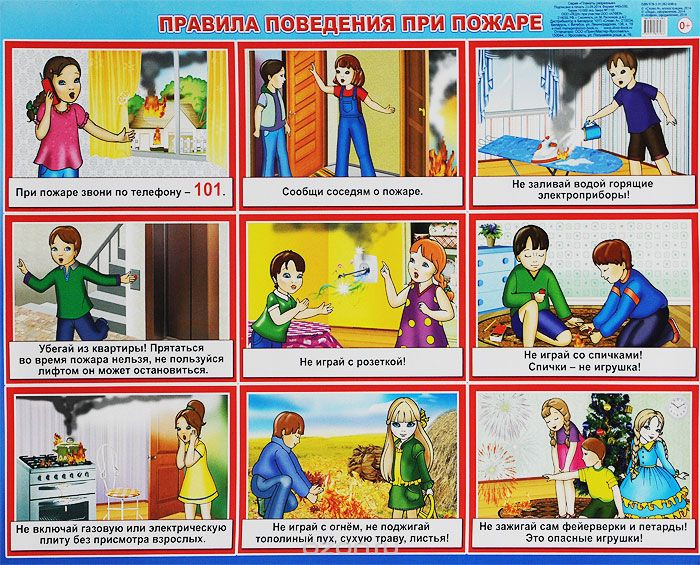 ПРАВИЛА ПОВЕДЕНИЯ ПРИ ПОЖАРЕ
0+
При пожаре звони по телефону – 101.
Сообщи соседям о пожаре.
Не заливай водой горящие
электроприборы!
Убегай из квартиры! Прятаться
во время пожара нельзя, не пользуйся
лифтом он может остановиться.
Не играй с розеткой!
Не играй со спичками!
Спички – не игрушка!
Не включай газовую или электрическую
плиту без присмотра взрослых.
Не играй с огнём, не поджигай
тополиный пух, сухую траву, листья!
Не зажигай сам фейерверки и петарды!
Это опасные игрушки!